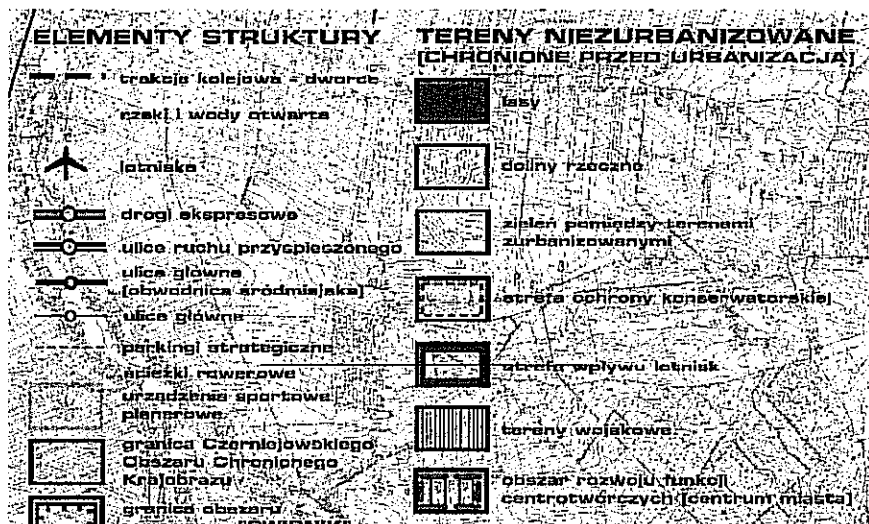 ELEMENTY STRUKTURY
trakcja kolejowa - dworce
rzeki i wody otwarte
lotniska
drogi ekspresowe
ulice ruchu przyspieszonego
ulica główna
[obwodnica śródmiejska]
ulice główne
parkingi strategiczne
ścieżki rowerowe
urządzenia sportowe
plenerowe
granica Czerniejewskiego
Obszaru Chronionego
Krajobrazu
granica obszaru
TERENY NIEZURBANIZOWANE
[CHRONIONE PRZED URBANIZACJĄ]
lasy
doliny rzeczne
zieleń pomiędzy terenami
zurbanizowanymi
strefa ochrony konserwatorskiej
strefa wpływu lotnisk
tereny wojskowe
obszar rozwoju funkcji
centrotwórczych [centrum miasta]